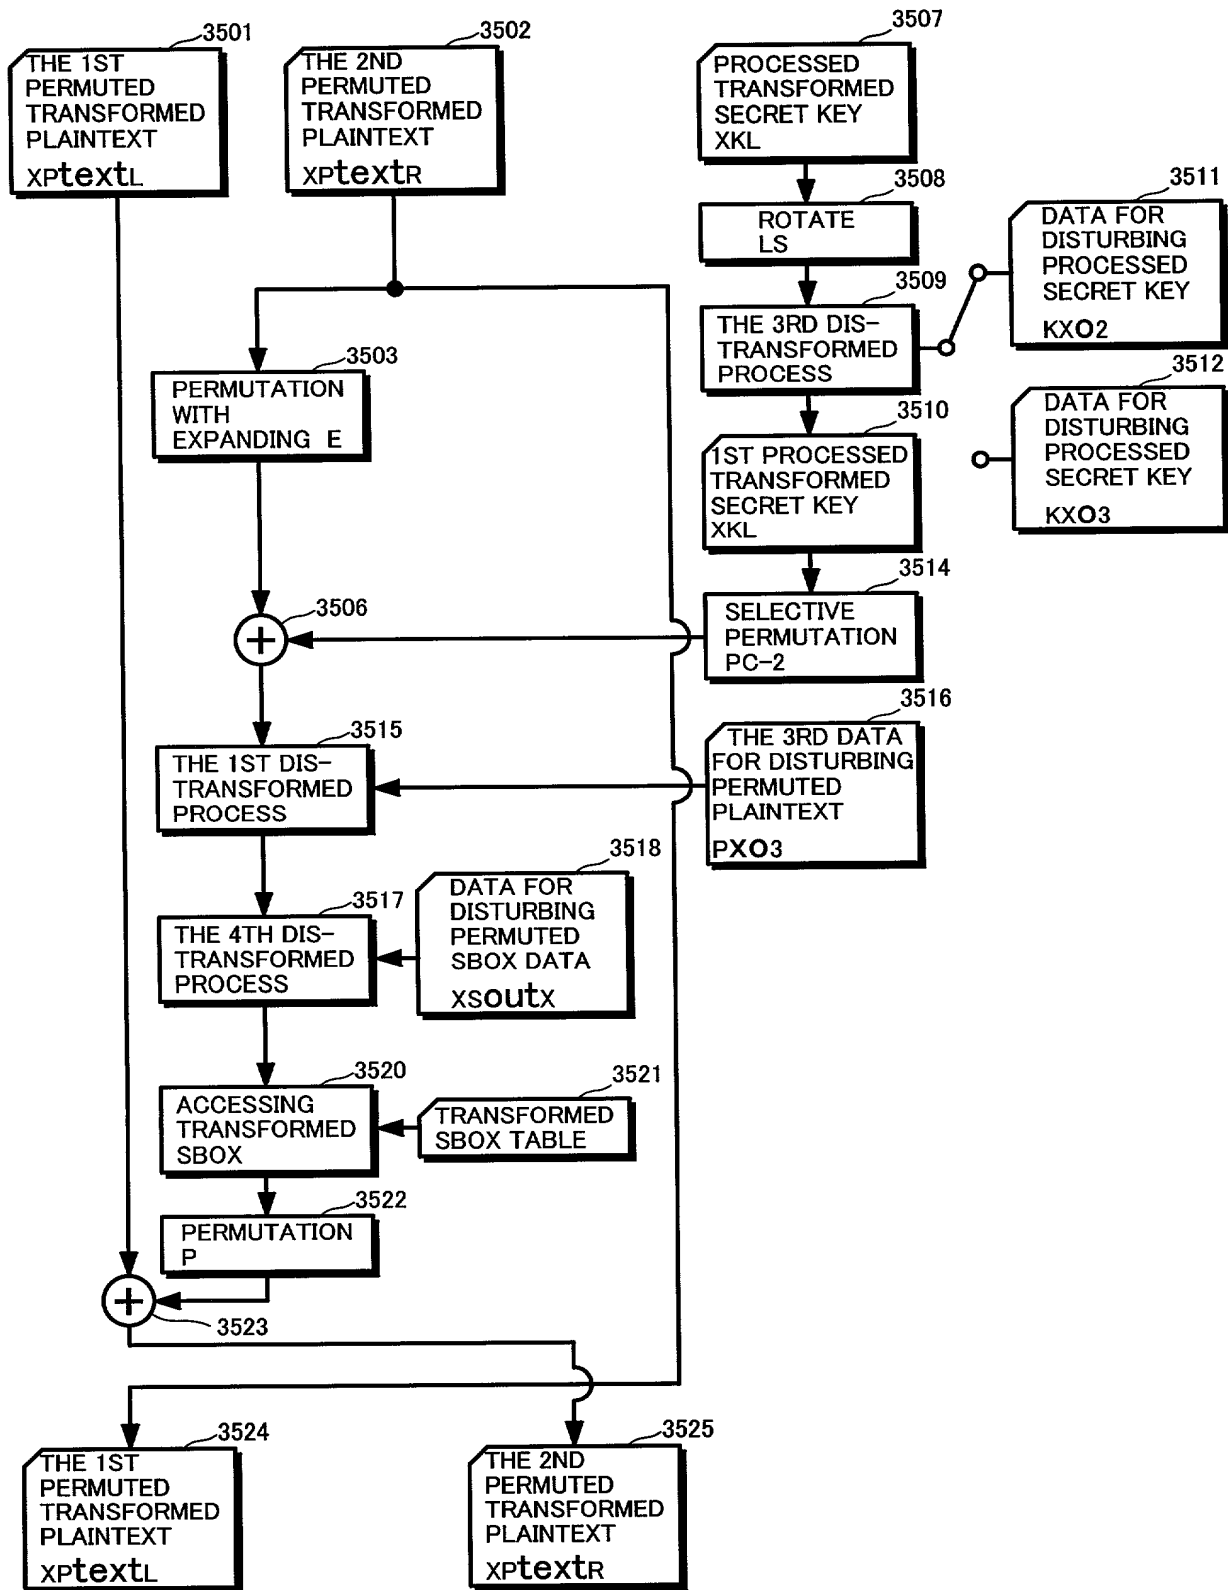 3501
THE 1ST
PERMUTED
TRANSFORMED
PLAINTEXT
XPtextL
3502
THE 2ND
PERMUTED
TRANSFORMED
PLAINTEXT
XPtextR
3507
PROCESSED
TRANSFORMED
SECRET KEY
XKL
3508
ROTATE
LS
3511
DATA FOR
DISTURBING
PROCESSED
SECRET KEY
KXO2
3509
THE 3RD DIS-
TRANSFORMED
PROCESS
3503
PERMUTATION
WITH
EXPANDING E
3512
DATA FOR
DISTURBING
PROCESSED
SECRET KEY
KXO3
3510
1ST PROCESSED
TRANSFORMED
SECRET KEY
XKL
3506
+
3514
SELECTIVE
PERMUTATION
PC-2
3515
THE 1ST DIS-
TRANSFORMED
PROCESS
3516
THE 3RD DATA
FOR DISTURBING
PERMUTED
PLAINTEXT
PXO3
3517
THE 4TH DIS-
TRANSFORMED
PROCESS
3518
DATA FOR
DISTURBING
PERMUTED
SBOX DATA
XSoutX
3520
ACCESSING
TRANSFORMED
SBOX
3521
TRANSFORMED
SBOX TABLE
3522
PERMUTATION
P
+
3523
3524
THE 1ST
PERMUTED
TRANSFORMED
PLAINTEXT
XPtextL
3525
THE 2ND
PERMUTED
TRANSFORMED
PLAINTEXT
XPtextR